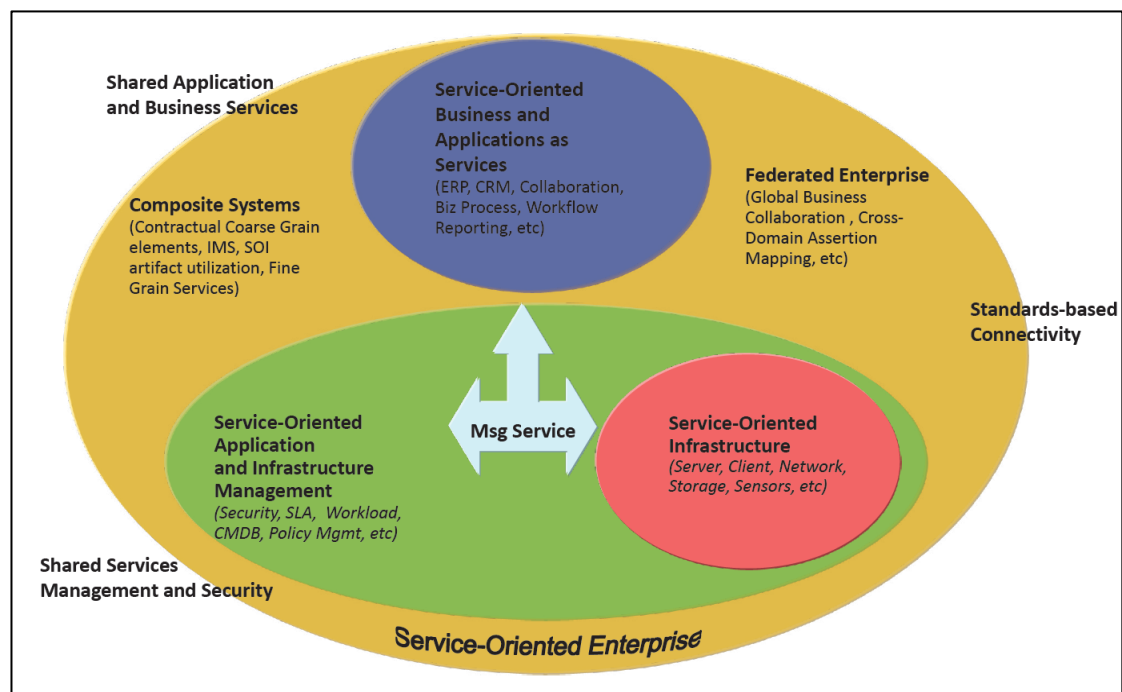 Shared Application
and Business Services
Service-Oriented
Business and
Applications as
Services
(ERP, CRM, Collaboration,
Biz Process, Workflow
Reporting, etc)
Composite Systems
(Contractual Coarse Grain
elements, IMS, SOI
artifact utilization, Fine
Grain Services)
Federated Enterprise
(Global Business
Collaboration , Cross-
Domain Assertion
Mapping, etc)
Standards-based
Connectivity
Service-Oriented
Application
and Infrastructure
Management
(Security, SLA, Workload,
CMDB, Policy Mgmt, etc)
Msg Service
Service-Oriented
Infrastructure
(Server, Client, Network,
Storage, Sensors, etc)
Shared Services
Management and Security
Service-Oriented Enterprise